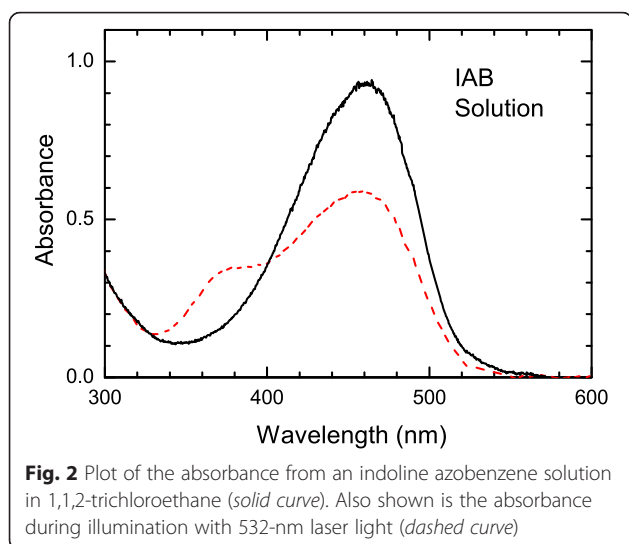 1.0
IAB
Solution
0.5
Absorbance
0.0
300 400 500 600
Wavelength (nm)
Fig. 2 Plot of the absorbance from an indoline azobenzene solution
in 1,1,2-trichloroethane (solid curve). Also shown is the absorbance
during illumination with 532-nm laser light (dashed curve)